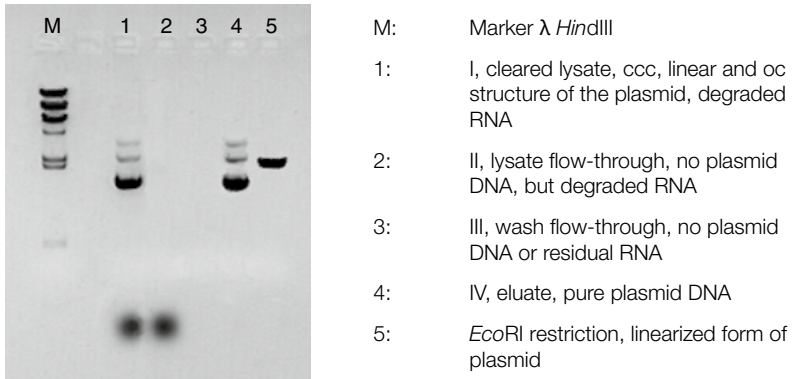 M 1 2 3 4 5
M: Marker λ HindIII
1: I, cleared lysate, ccc, linear and oc
structure of the plasmid, degraded
RNA
2: II, lysate flow-through, no plasmid
DNA, but degraded RNA
3: III, wash flow-through, no plasmid
DNA or residual RNA
4: IV, eluate, pure plasmid DNA
5: EcoRI restriction, linearized form of
plasmid